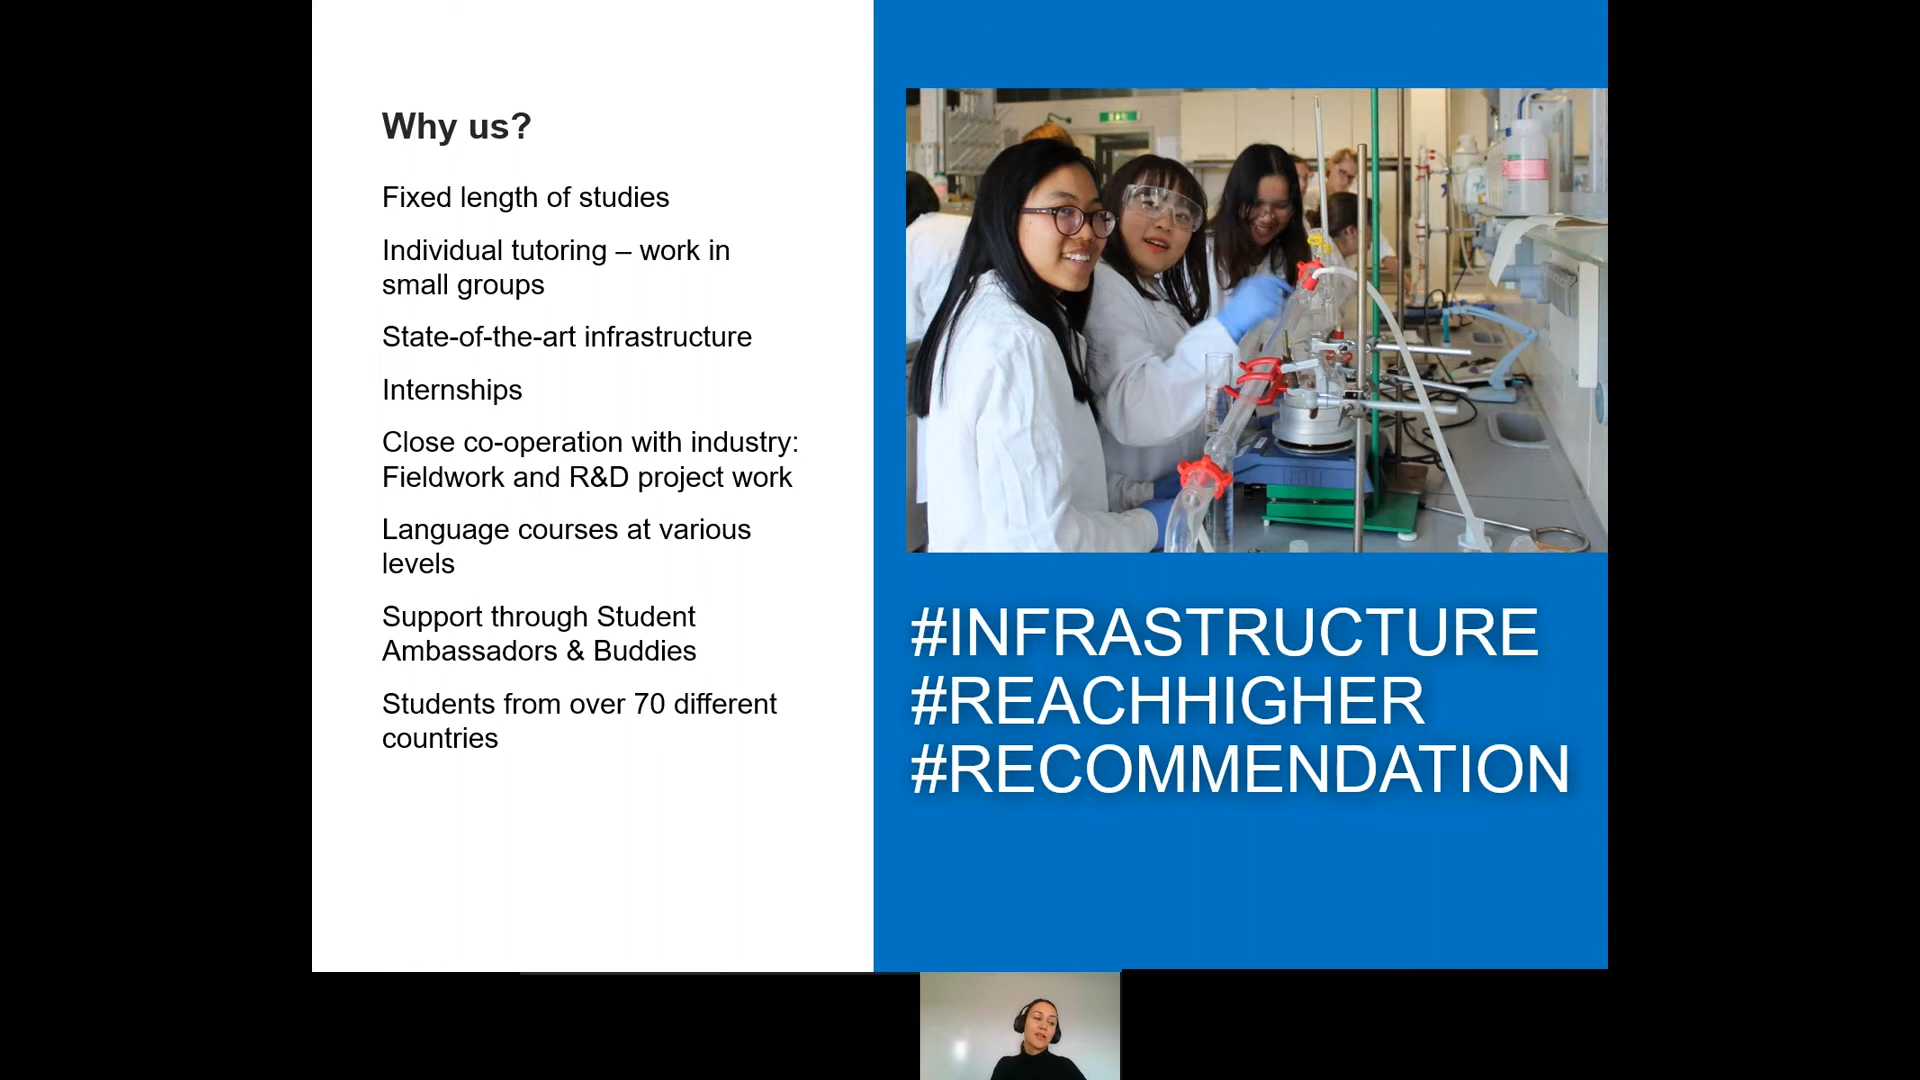 Why us?
Fixed length of studies
Individual tutoring – work in
small groups
State-of-the-art infrastructure
Internships
Close co-operation with industry:
Fieldwork and R&D project work
Language courses at various
levels
Support through Student
Ambassadors & Buddies
Students from over 70 different
countries
#INFRASTRUCTURE
#REACHHIGHER
#RECOMMENDATION